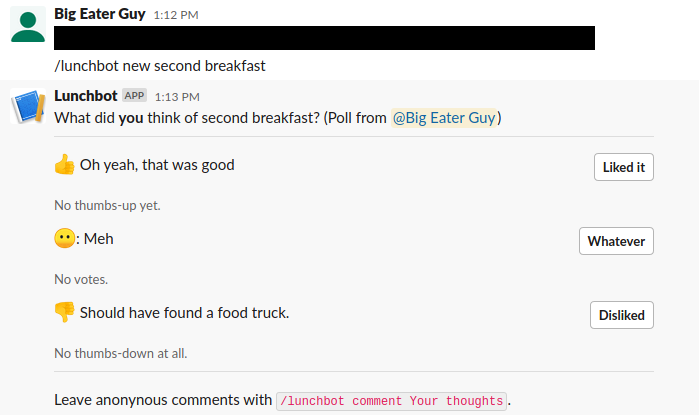 Big Eater Guy 1:12 PM
/lunchbot new second breakfast
Lunchbot APP 1:13 PM
What did you think of second breakfast? (Poll from @Big Eater Guy)
👍 Oh yeah, that was good Liked it
No thumbs-up yet.
😐: Meh Whatever
No votes.
👎 Should have found a food truck. Disliked
No thumbs-down at all.
Leave anonynous comments with /lunchbot comment Your thoughts.